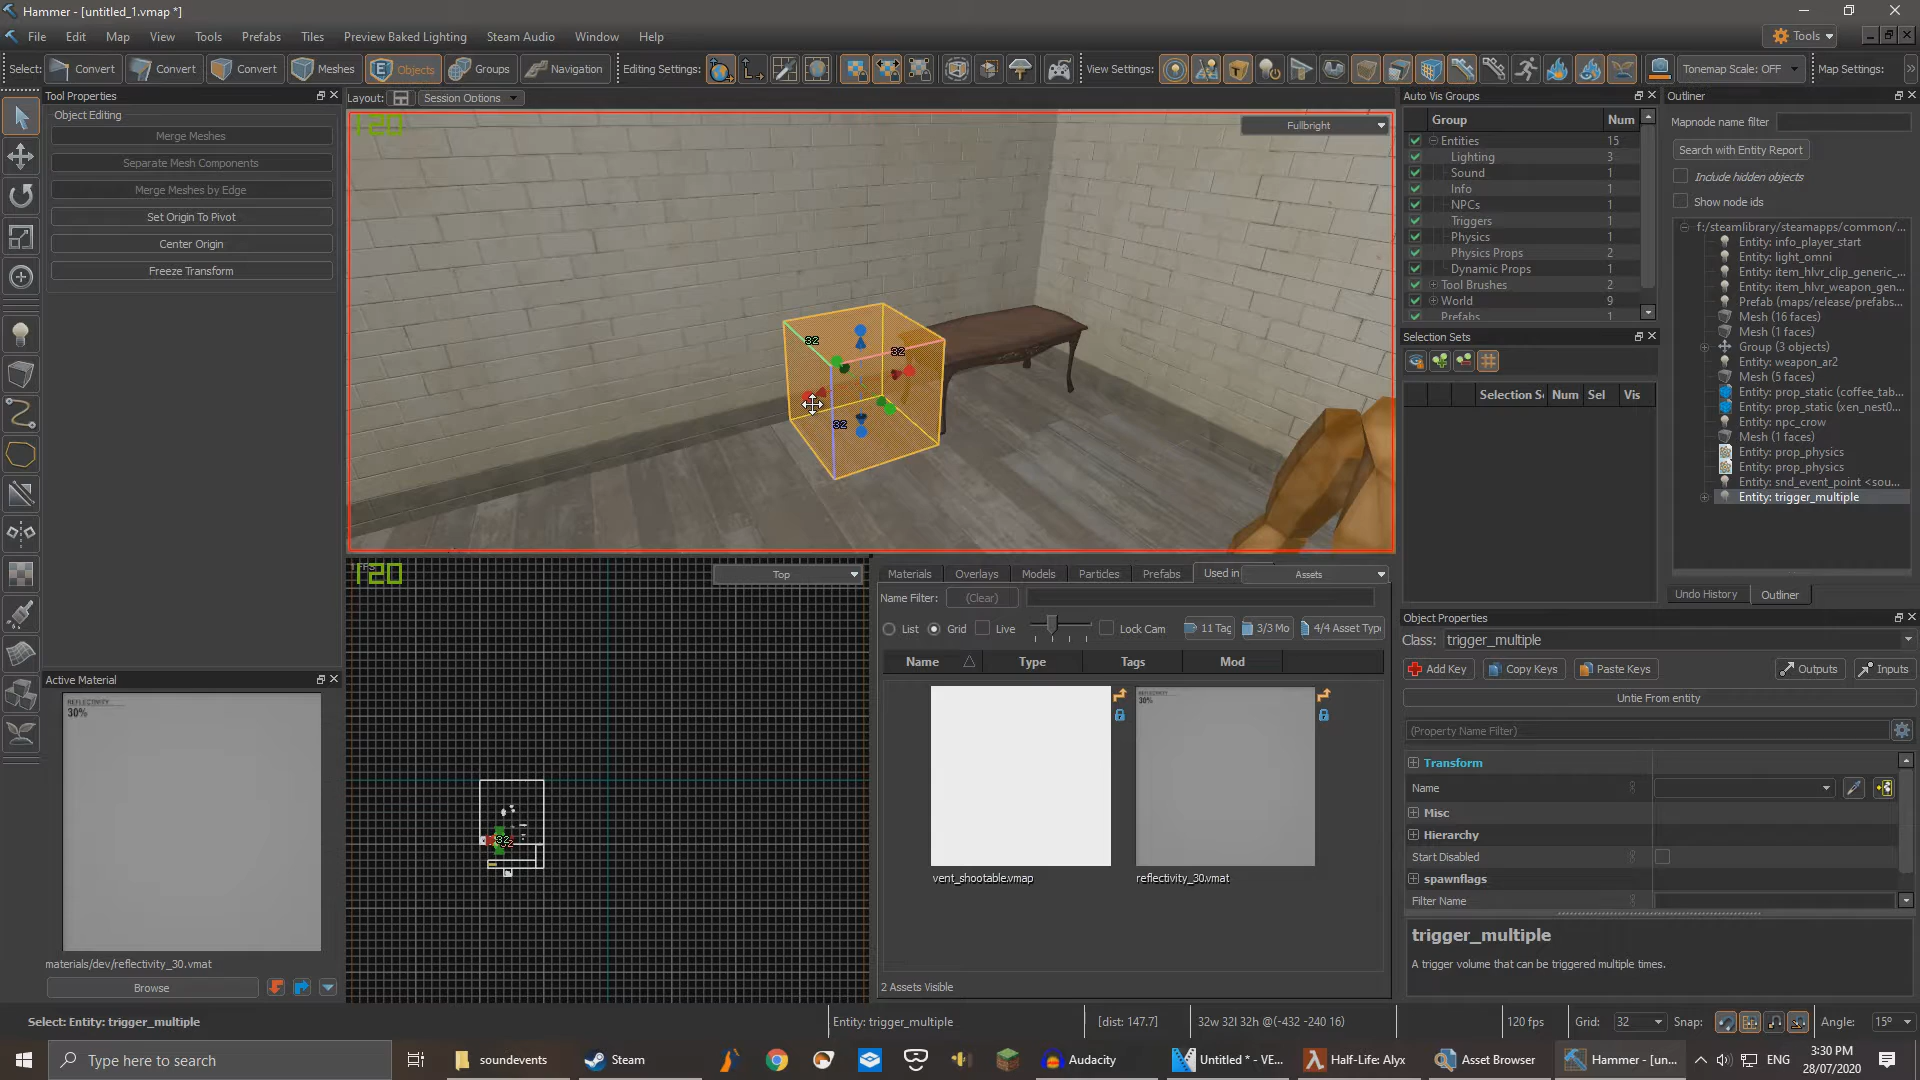 Hammer - [untitled_1.vmap *]
File Edit Map View Tools Prefabs Tiles Preview Baked Lighting Steam Audio Window Help
Tools
Select: Convert Convert Convert Meshes Objects Groups Navigation Editing Settings: View Settings: Tonemap Scale: OFF Map Settings:
Tool Properties
Object Editing
Merge Meshes
Separate Mesh Components
Merge Meshes by Edge
Set Origin To Pivot
Center Origin
Freeze Transform
Active Material
REFLECTIVITY
30%
materials/dev/reflectivity_30.vmat
Browse
Layout: Session Options
120
Fullbright
32
32
32
120
Top
32
Materials Overlays Models Particles Prefabs Used in Assets
Name Filter: (Clear)
List Grid Live Lock Cam 11 Tag 3/3 Mo 4/4 Asset Typ
Name Type Tags Mod
REFLECTIVITY
30%
vent_shootable.vmap reflectivity_30.vmat
2 Assets Visible
Auto Vis Groups
Group Num
Entities 15
Lighting 3
Sound 1
Info 1
NPCs 1
Triggers 1
Physics 1
Physics Props 2
Dynamic Props 1
Tool Brushes 2
World 9
Prefabs 1
Selection Sets
Selection S Num Sel Vis
Outliner
Mapnode name filter
Search with Entity Report
Include hidden objects
Show node ids
f:/steamlibrary/steamapps/common/...
Entity: info_player_start
Entity: light_omni
Entity: item_hlvr_clip_generic_...
Entity: item_hlvr_weapon_gen...
Prefab (maps/release/prefabs...
Mesh (16 faces)
Mesh (1 faces)
Group (3 objects)
Entity: weapon_ar2
Mesh (5 faces)
Entity: prop_static (coffee_tab...
Entity: prop_static (xen_nest0...
Entity: npc_crow
Mesh (1 faces)
Entity: prop_physics
Entity: prop_physics
Entity: snd_event_point <sou...
Entity: trigger_multiple
Undo History Outliner
Object Properties
Class: trigger_multiple
Add Key Copy Keys Paste Keys Outputs Inputs
Untie From entity
(Property Name Filter)
Transform
Name
Misc
Hierarchy
Start Disabled
spawnflags
Filter Name
trigger_multiple
A trigger volume that can be triggered multiple times.
Select: Entity: trigger_multiple Entity: trigger_multiple [dist: 147.7] 32w 32l 32h @(-432 -240 16) 120 fps Grid: 32 Snap: Angle: 15º
Type here to search soundevents Steam Audacity Untitled * - VE... Half-Life: Alyx Asset Browser Hammer - [un... ENG 3:30 PM
28/07/2020